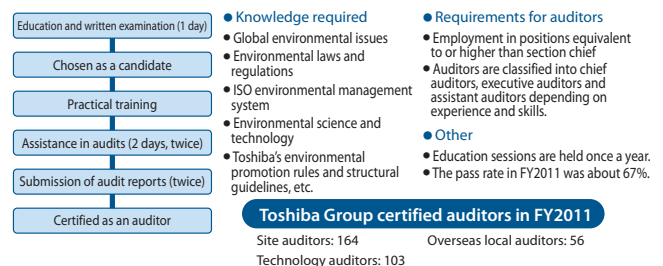 Education and written examination (1 day)
Chosen as a candidate
Practical training
Assistance in audits (2 days, twice)
Submission of audit reports (twice)
Certified as an auditor
● Knowledge required
● Global environmental issues
● Environmental laws and
regulations
● ISO environmental management
system
● Environmental science and
technology
● Toshiba's environmental
promotion rules and structural
guidelines, etc.
● Requirements for auditors
● Employment in positions equivalent
to or higher than section chief
● Auditors are classified into chief
auditors, executive auditors and
assistant auditors depending on
experience and skills.
● Other
● Education sessions are held once a year.
● The pass rate in FY2011 was about 67%.
Toshiba Group certified auditors in FY2011
Site auditors: 164
Overseas local auditors: 56
Technology auditors: 103